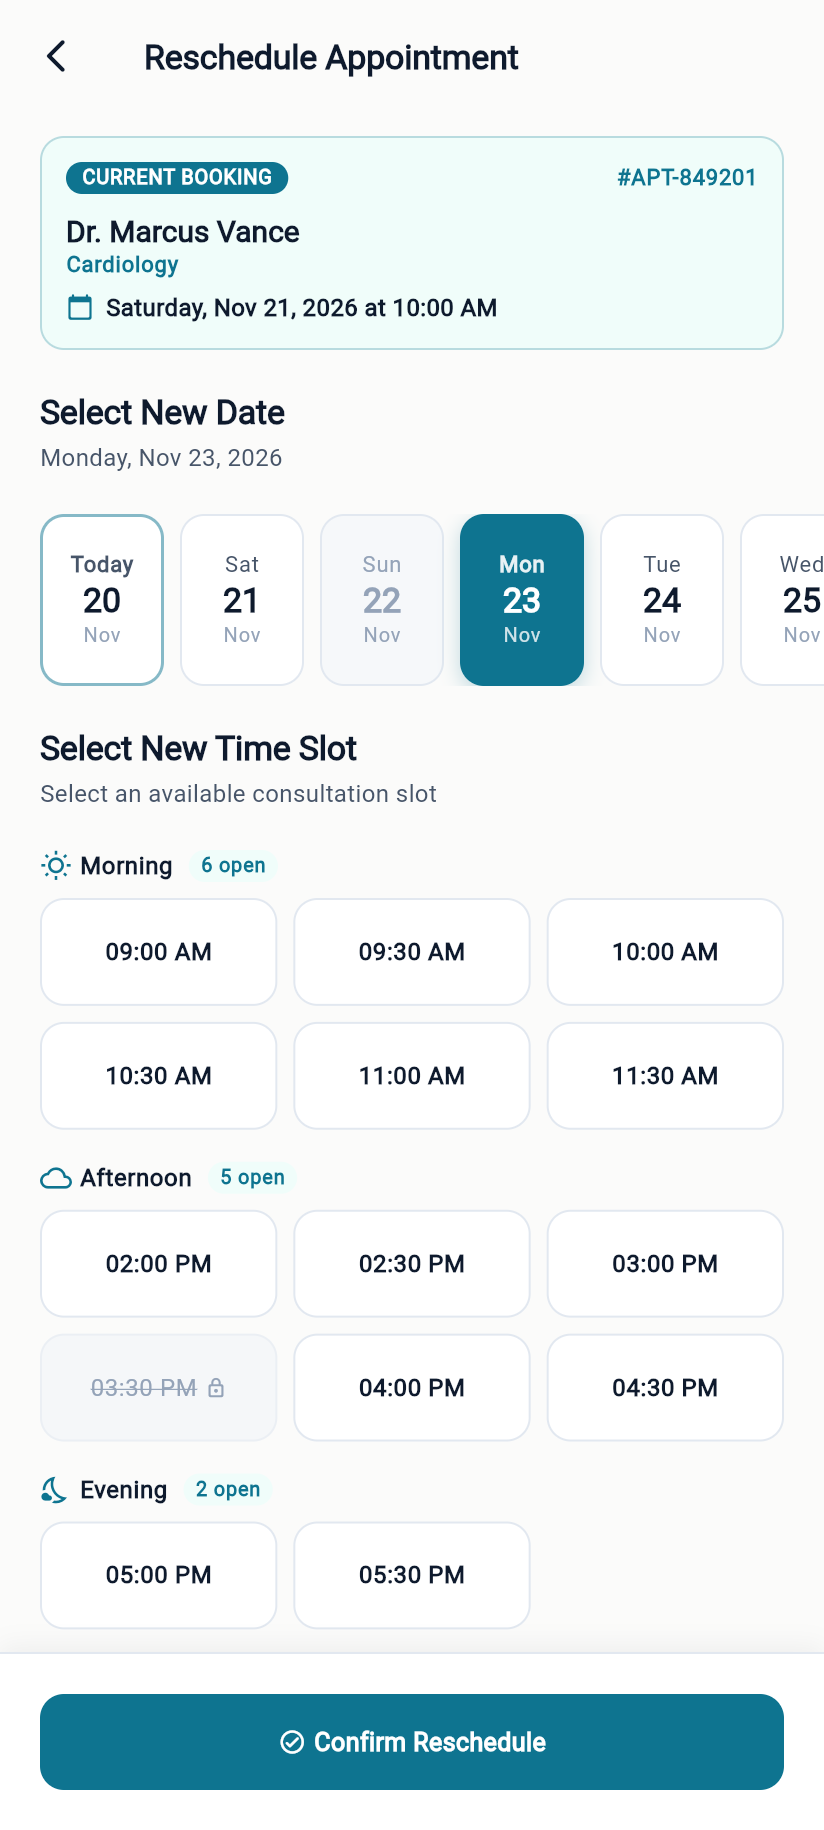 Reschedule Appointment
CURRENT BOOKING
#APT-849201
Dr. Marcus Vance
Cardiology
Saturday, Nov 21, 2026 at 10:00 AM
Select New Date
Monday, Nov 23, 2026
Today
20
Nov
Sat
21
Nov
Sun
22
Nov
Mon
23
Nov
Tue
24
Nov
Wed
25
Nov
Select New Time Slot
Select an available consultation slot
Morning
6 open
09:00 AM
09:30 AM
10:00 AM
10:30 AM
11:00 AM
11:30 AM
Afternoon
5 open
02:00 PM
02:30 PM
03:00 PM
03:30 PM
04:00 PM
04:30 PM
Evening
2 open
05:00 PM
05:30 PM
Confirm Reschedule